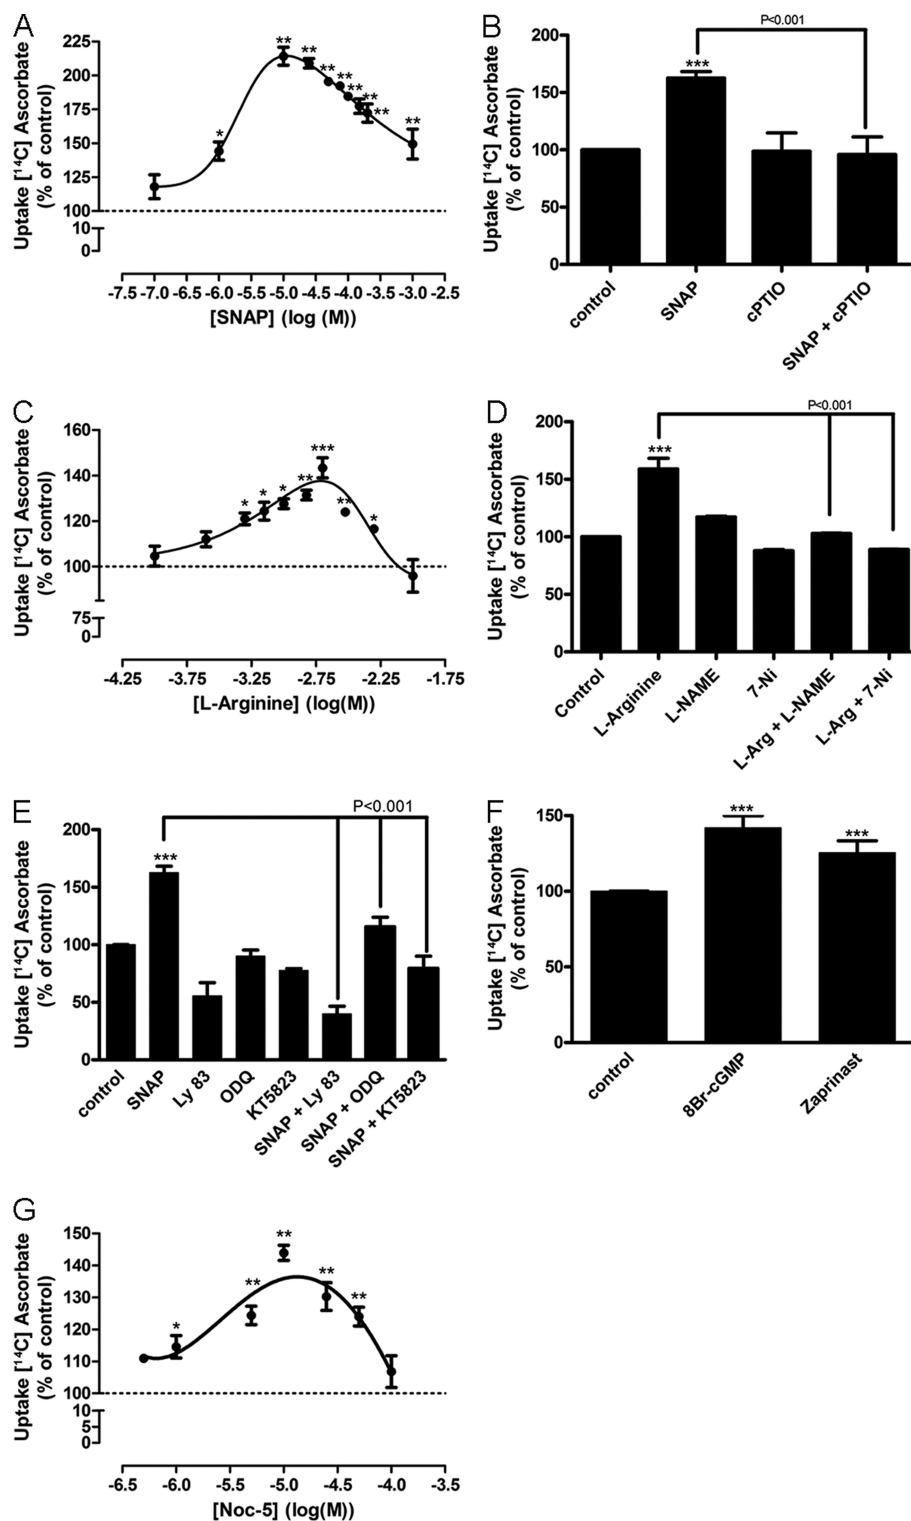 A
Uptake [¹⁴C] Ascorbate
(% of control)
225
200
175
150
125
100
10
0
*
**
**
**
**
**
**
**
**
-7.5 -7.0 -6.5 -6.0 -5.5 -5.0 -4.5 -4.0 -3.5 -3.0 -2.5
[SNAP] (log (M))
B
Uptake [¹⁴C] Ascorbate
(% of control)
200
150
100
50
0
P<0.001
***
control
SNAP
cPTIO
SNAP + cPTIO
C
Uptake [¹⁴C] Ascorbate
(% of control)
160
140
120
100
75
0
*
*
*
**
***
**
*
-4.25 -3.75 -3.25 -2.75 -2.25 -1.75
[L-Arginine] (log(M))
D
Uptake [¹⁴C] Ascorbate
(% of control)
200
150
100
50
0
P<0.001
***
Control
L-Arginine
L-NAME
7-Ni
L-Arg + L-NAME
L-Arg + 7-Ni
E
Uptake [¹⁴C] Ascorbate
(% of control)
200
150
100
50
0
P<0.001
***
control
SNAP
Ly 83
ODQ
KT5823
SNAP + Ly 83
SNAP + ODQ
SNAP + KT5823
F
Uptake [¹⁴C] Ascorbate
(% of control)
150
100
50
0
***
***
control
8Br-cGMP
Zaprinast
G
Uptake [¹⁴C] Ascorbate
(% of control)
150
140
130
120
110
100
10
5
0
*
**
**
**
**
-6.5 -6.0 -5.5 -5.0 -4.5 -4.0 -3.5
[Noc-5] (log(M))